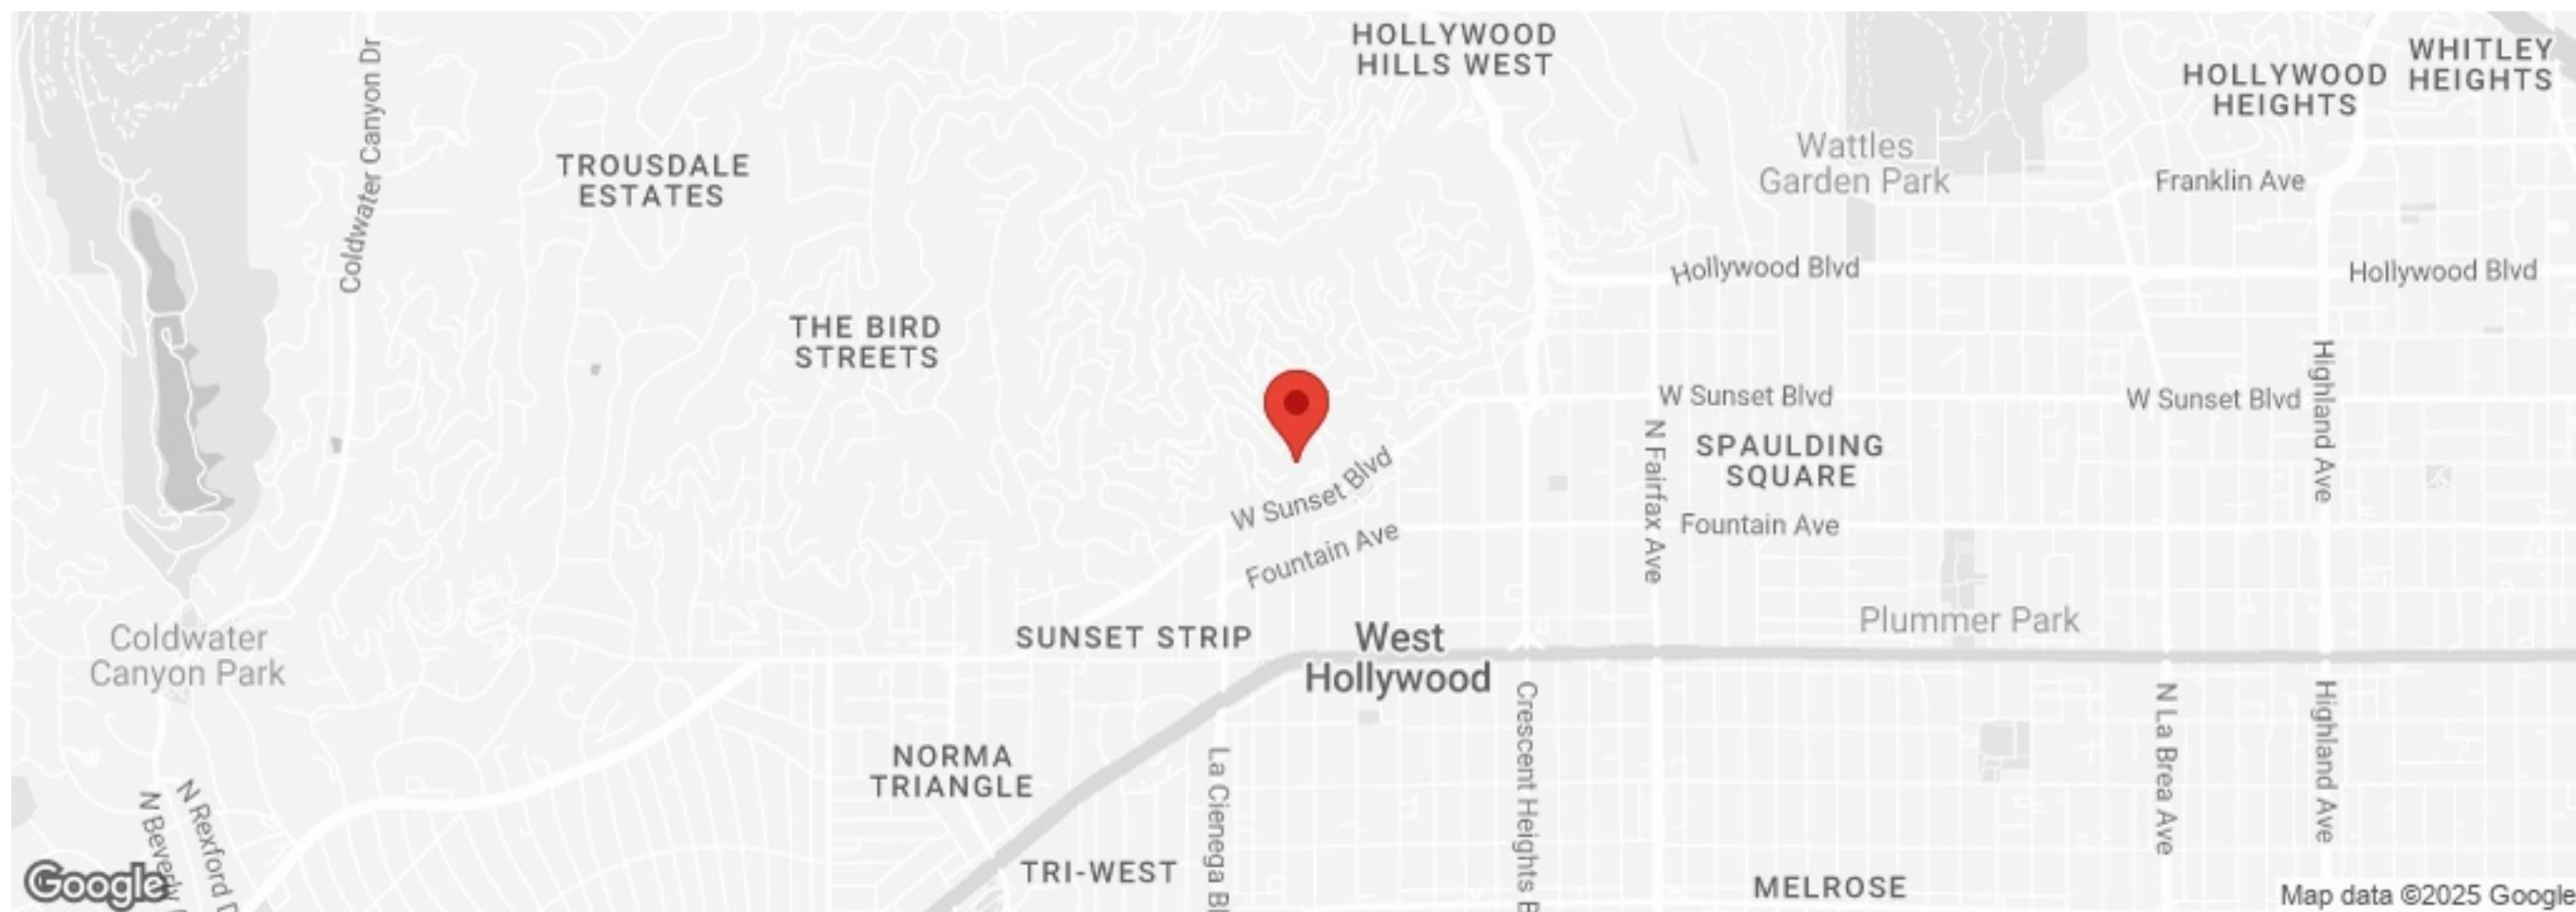 HOLLYWOOD
HILLS WEST
WHITLEY
HEIGHTS
HOLLYWOOD
HEIGHTS
Coldwater Canyon Dr
TROUSDALE
ESTATES
Wattles
Garden Park
Franklin Ave
Hollywood Blvd
Hollywood Blvd
THE BIRD
STREETS
W Sunset Blvd
W Sunset Blvd
Highland Ave
N Fairfax Ave
SPAULDING
SQUARE
W Sunset Blvd
Fountain Ave
Fountain Ave
Coldwater
Canyon Park
SUNSET STRIP
West
Hollywood
Plummer Park
NORMA
TRIANGLE
La Cienega Bl
Crescent Heights B
N La Brea Ave
Highland Ave
N Beverly
N Rexford D
TRI-WEST
MELROSE
Google
Map data ©2025 Google